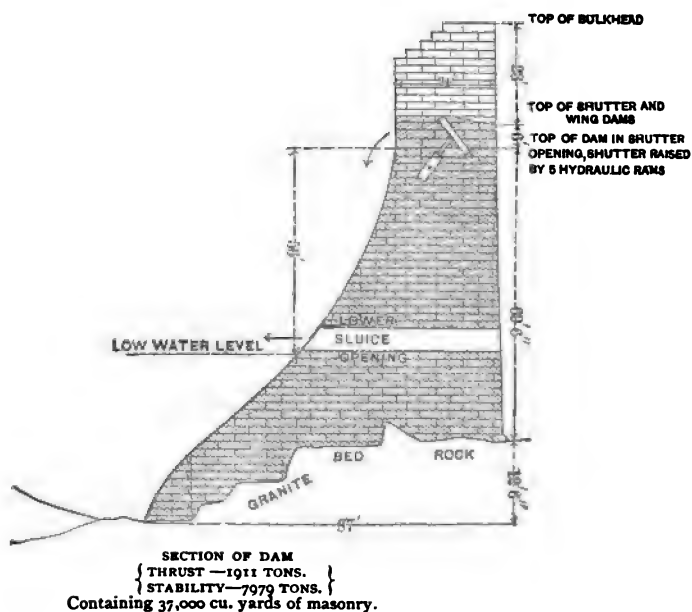 TOP OF BULKHEAD
TOP OF SHUTTER AND
WING DAMS
TOP OF DAM IN SHUTTER
OPENING, SHUTTER RAISED
BY 5 HYDRAULIC RAMS
LOWER
LOW WATER LEVEL
SLUICE
OPENING
BED
ROCK
GRANITE
SECTION OF DAM
THRUST—1911 TONS.
STABILITY—7979 TONS.
Containing 37,000 cu. yards of masonry.